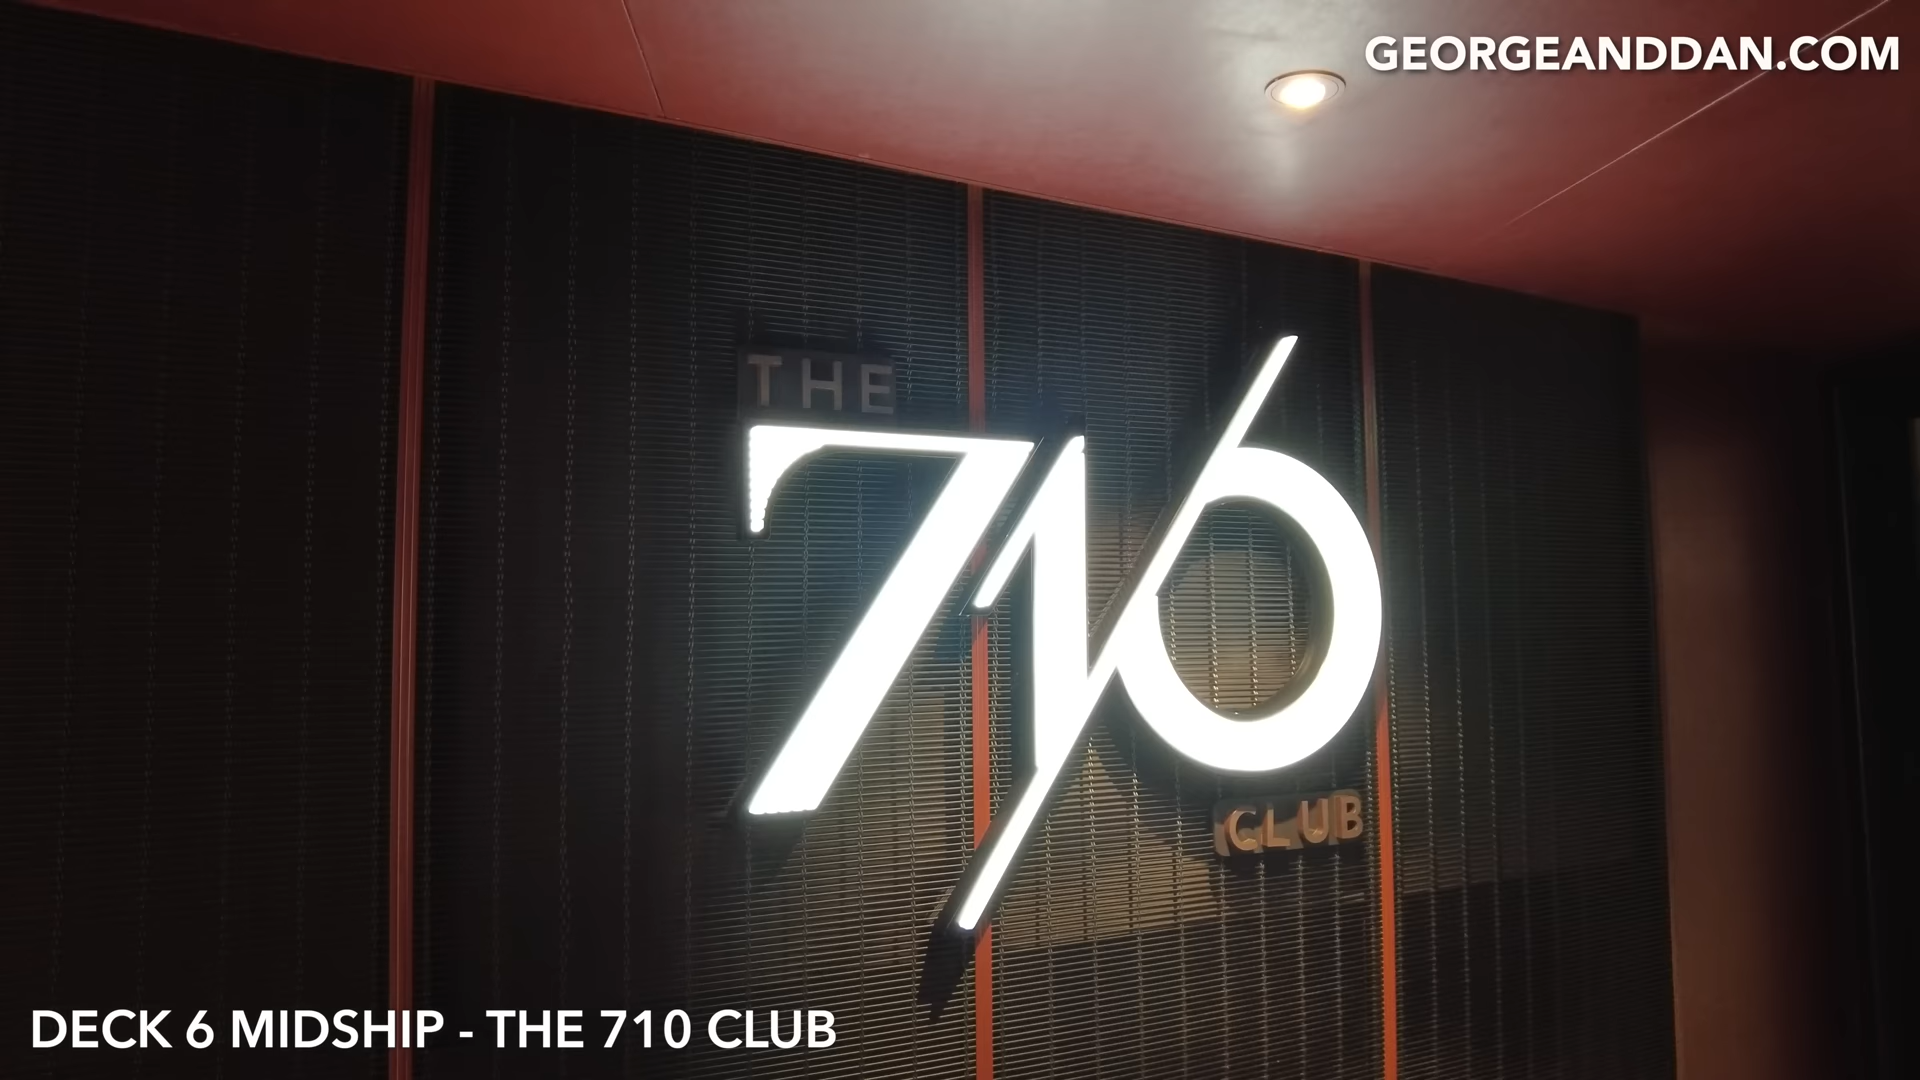 GEORGEANDDAN.COM
THE
710
CLUB
DECK 6 MIDSHIP - THE 710 CLUB